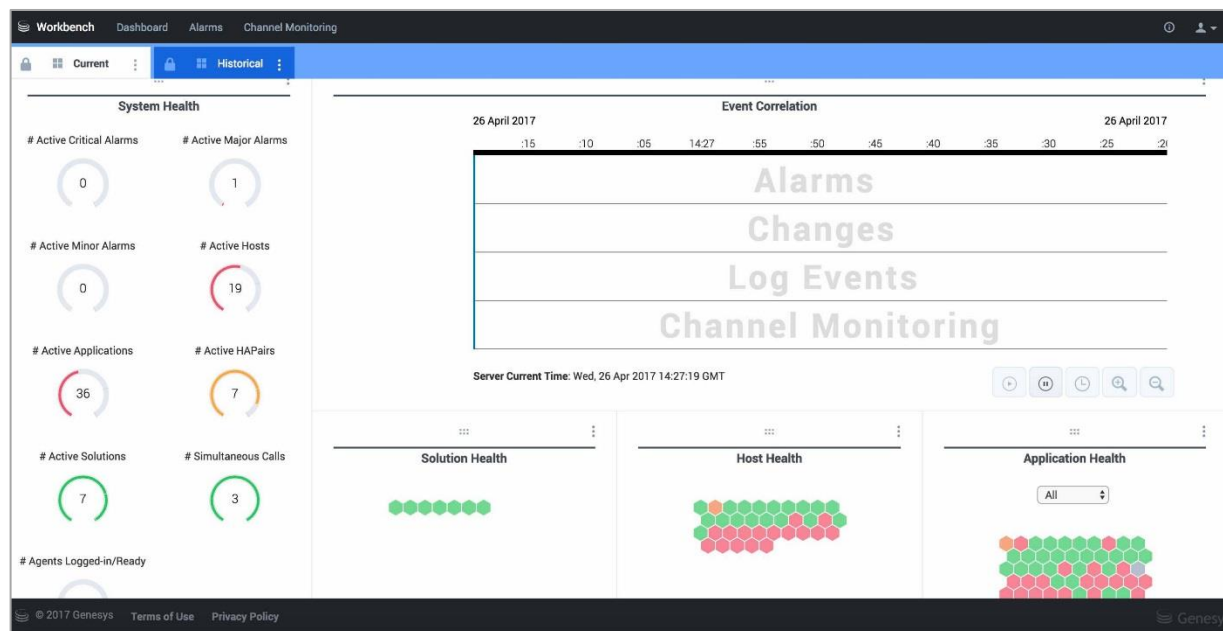 Workbench Dashboard Alarms Channel Monitoring
Current Historical
System Health
# Active Critical Alarms # Active Major Alarms
0 1
# Active Minor Alarms # Active Hosts
0 19
# Active Applications # Active HAPairs
36 7
# Active Solutions # Simultaneous Calls
7 3
# Agents Logged-in/Ready
Event Correlation
26 April 2017 26 April 2017
:15 :10 :05 14:27 :55 :50 :45 :40 :35 :30 :25 :20
Alarms
Changes
Log Events
Channel Monitoring
Server Current Time: Wed, 26 Apr 2017 14:27:19 GMT
Solution Health
Host Health
Application Health
All
© 2017 Genesys Terms of Use Privacy Policy
Genesys